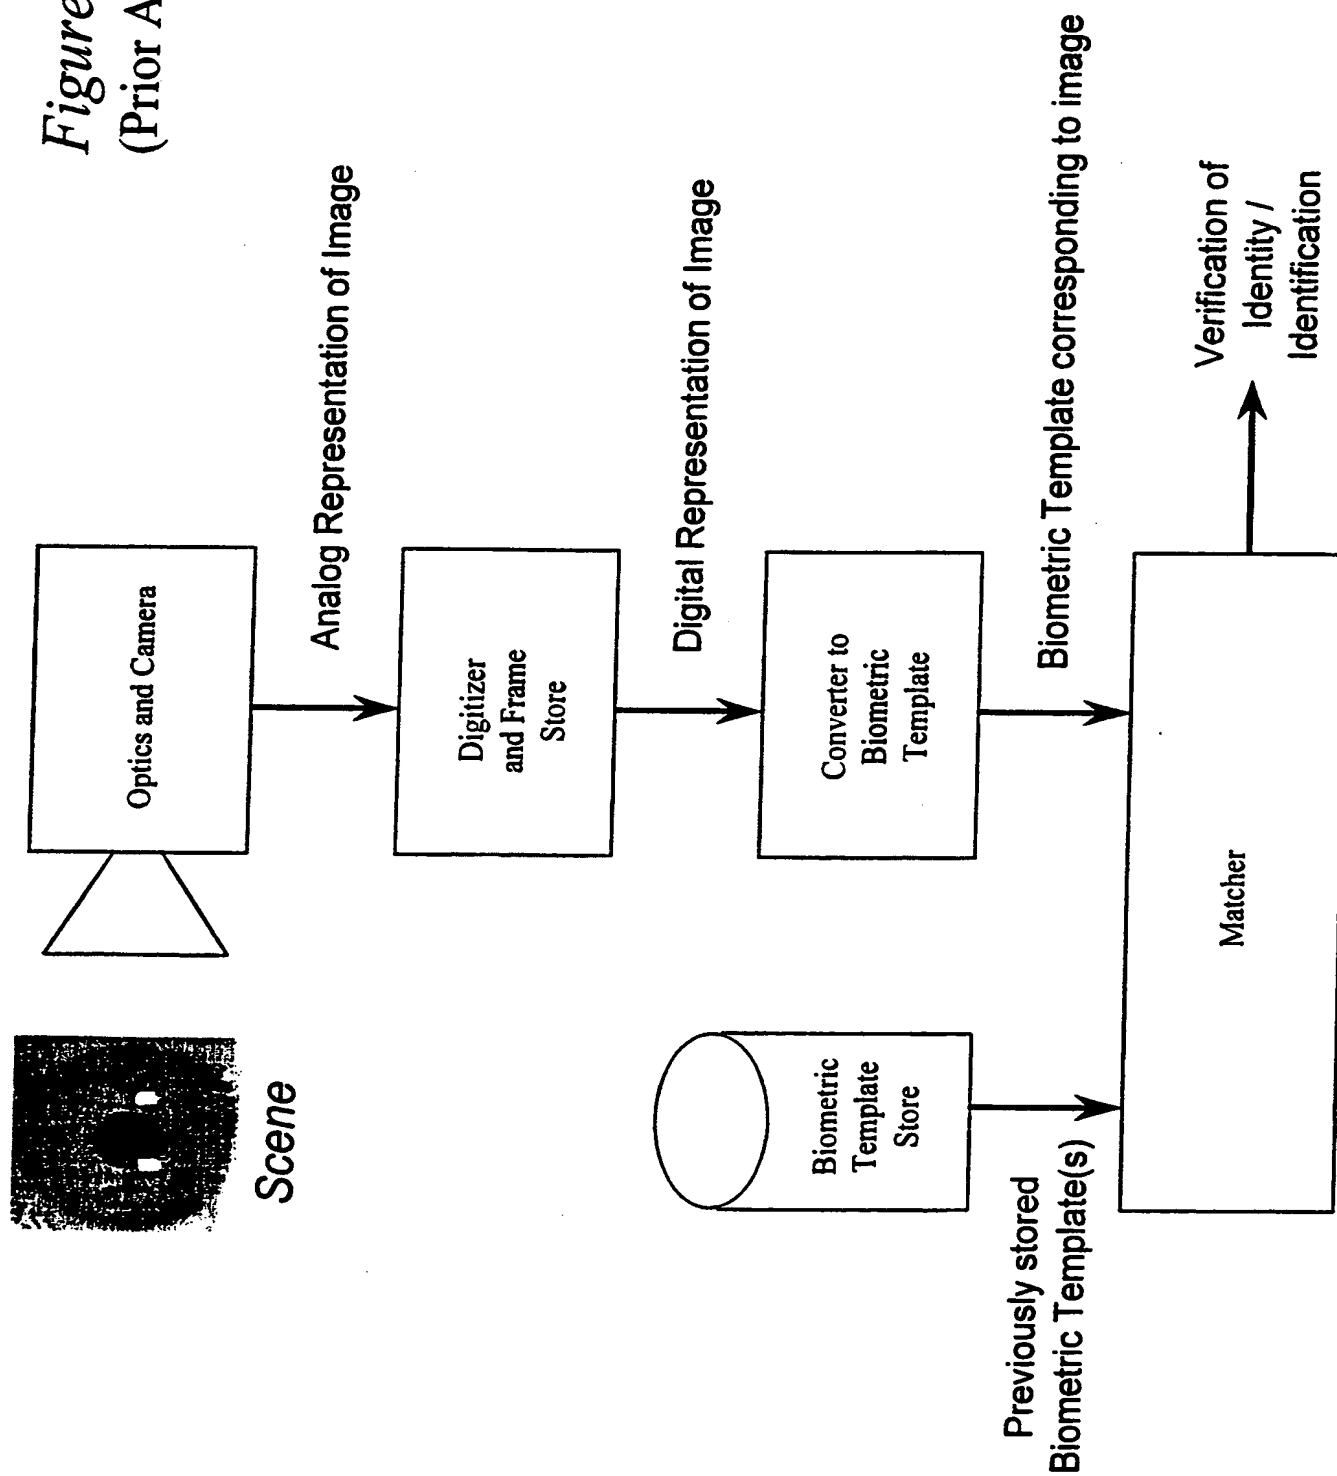 Figure
(Prior A
Scene
Optics and Camera
Analog Representation of Image
Digitizer
and Frame
Store
Digital Representation of Image
Converter to
Biometric
Template
Biometric Template corresponding to image
Biometric
Template
Store
Previously stored
Biometric Template(s)
Matcher
Verification of
Identity /
Identification